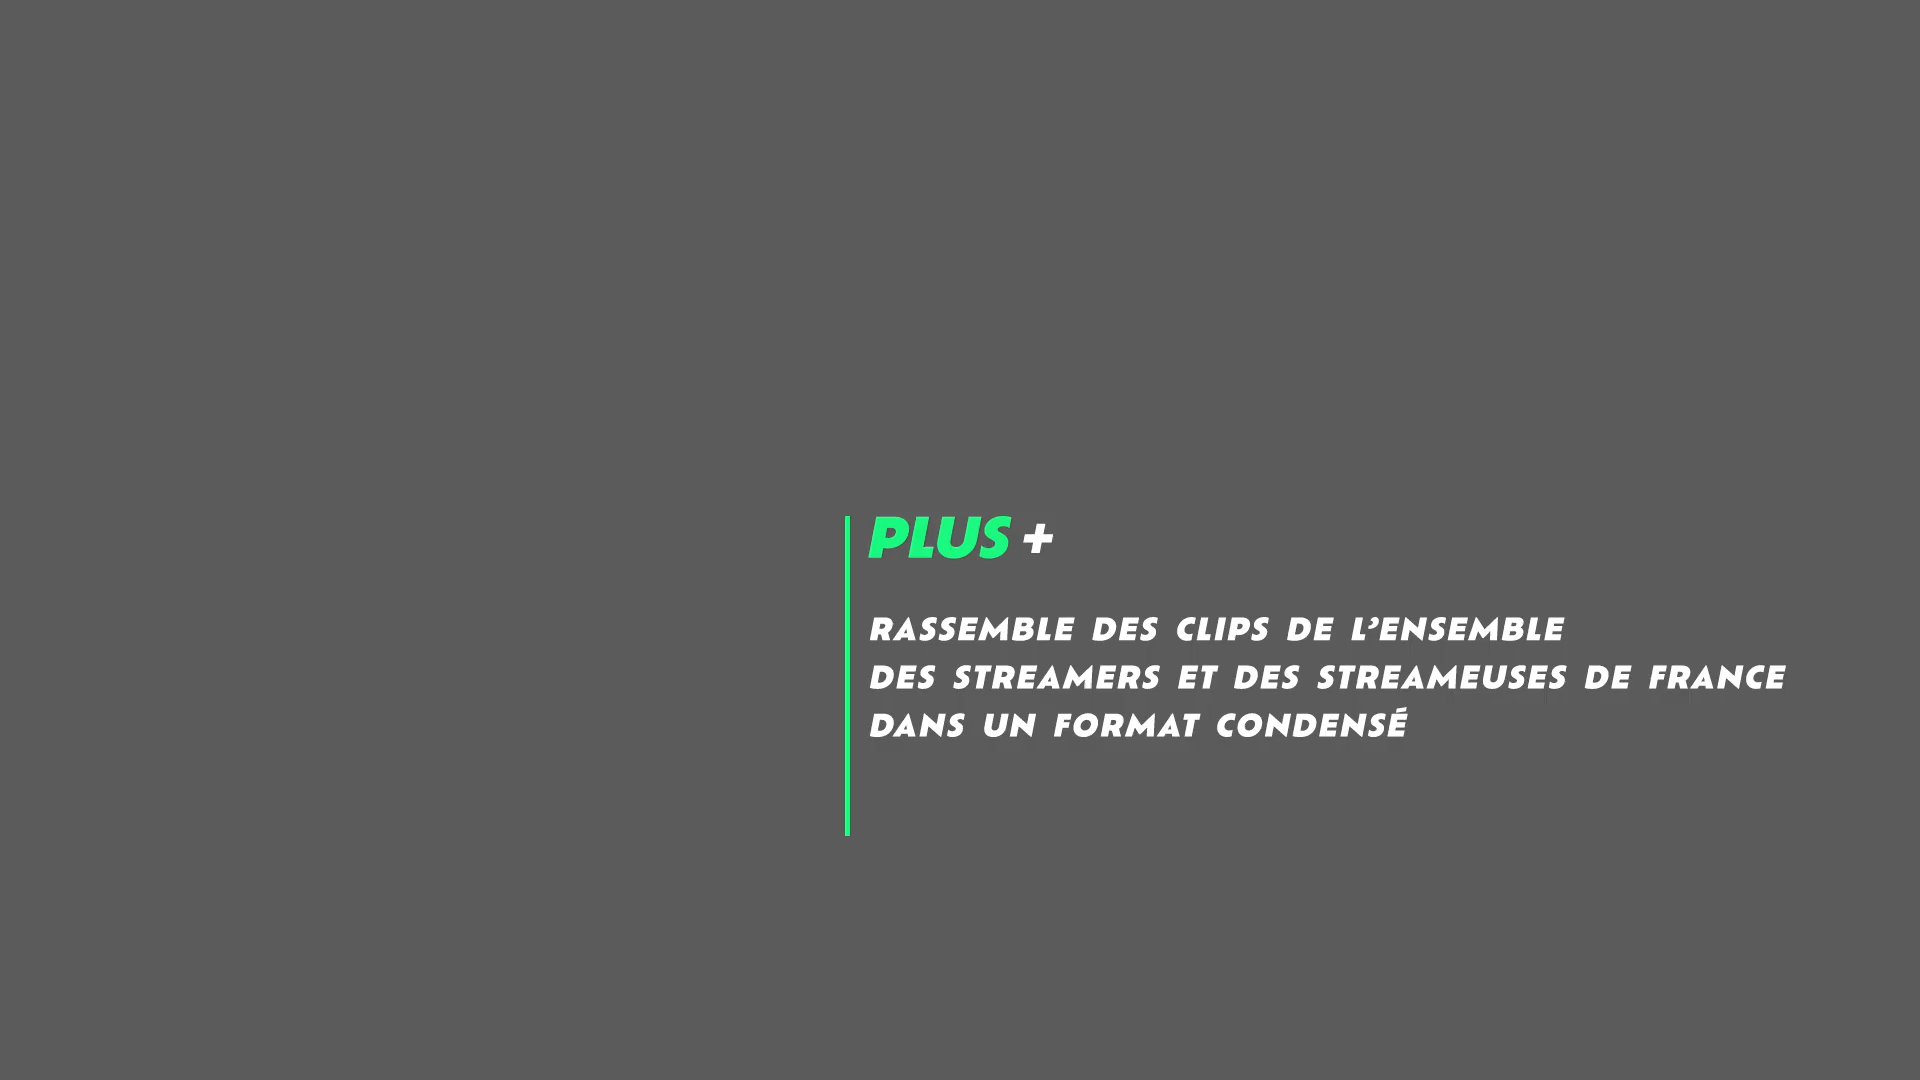 PLUS +
RASSEMBLE DES CLIPS DE L’ENSEMBLE
DES STREAMERS ET DES STREAMEUSES DE FRANCE
DANS UN FORMAT CONDENSÉ